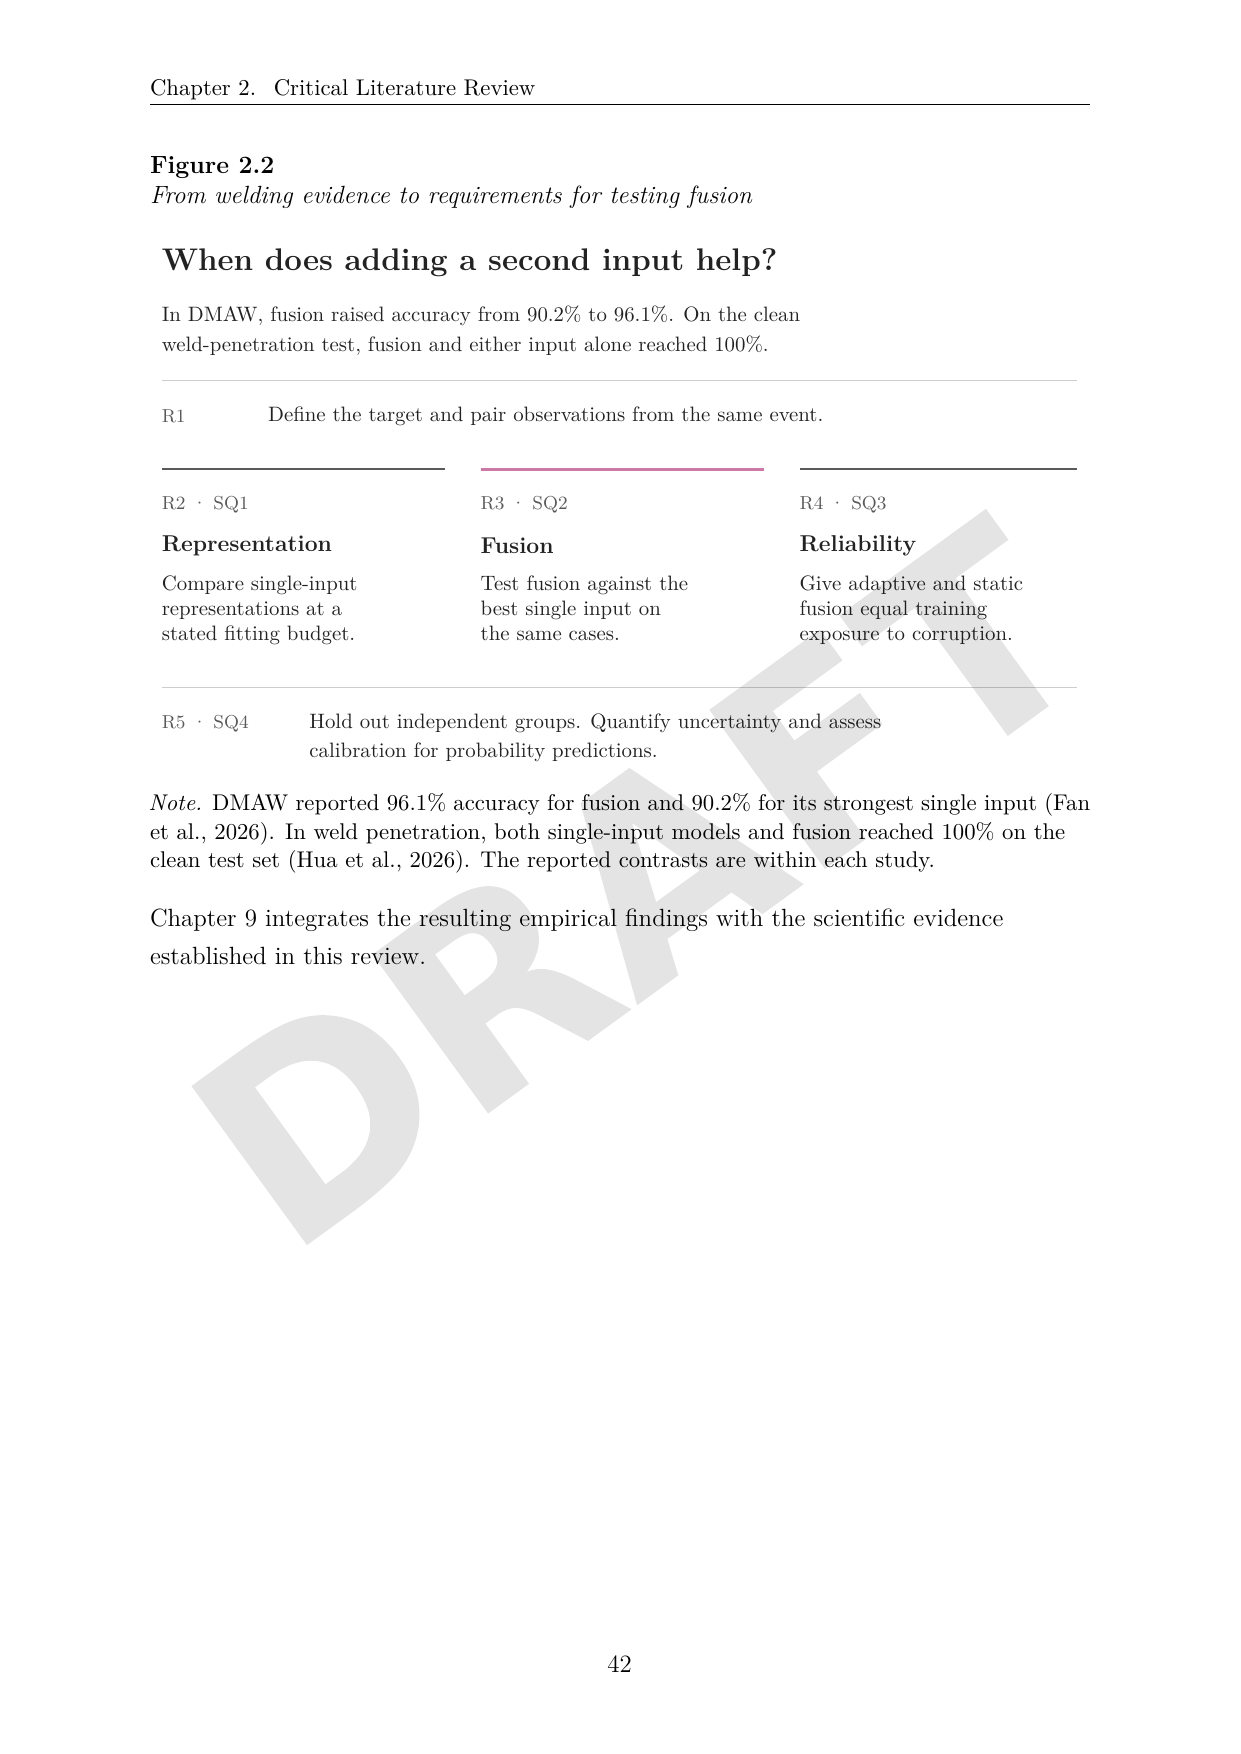 Chapter 2. Critical Literature Review
Figure 2.2
From welding evidence to requirements for testing fusion
When does adding a second input help?
In DMAW, fusion raised accuracy from 90.2% to 96.1%. On the clean
weld-penetration test, fusion and either input alone reached 100%.
R1 Define the target and pair observations from the same event.
R2 · SQ1
Representation
Compare single-input
representations at a
stated fitting budget.
R3 · SQ2
Fusion
Test fusion against the
best single input on
the same cases.
R4 · SQ3
Reliability
Give adaptive and static
fusion equal training
exposure to corruption.
R5 · SQ4 Hold out independent groups. Quantify uncertainty and assess
calibration for probability predictions.
Note. DMAW reported 96.1% accuracy for fusion and 90.2% for its strongest single input (Fan
et al., 2026). In weld penetration, both single-input models and fusion reached 100% on the
clean test set (Hua et al., 2026). The reported contrasts are within each study.
Chapter 9 integrates the resulting empirical findings with the scientific evidence
established in this review.
DRAFT
42